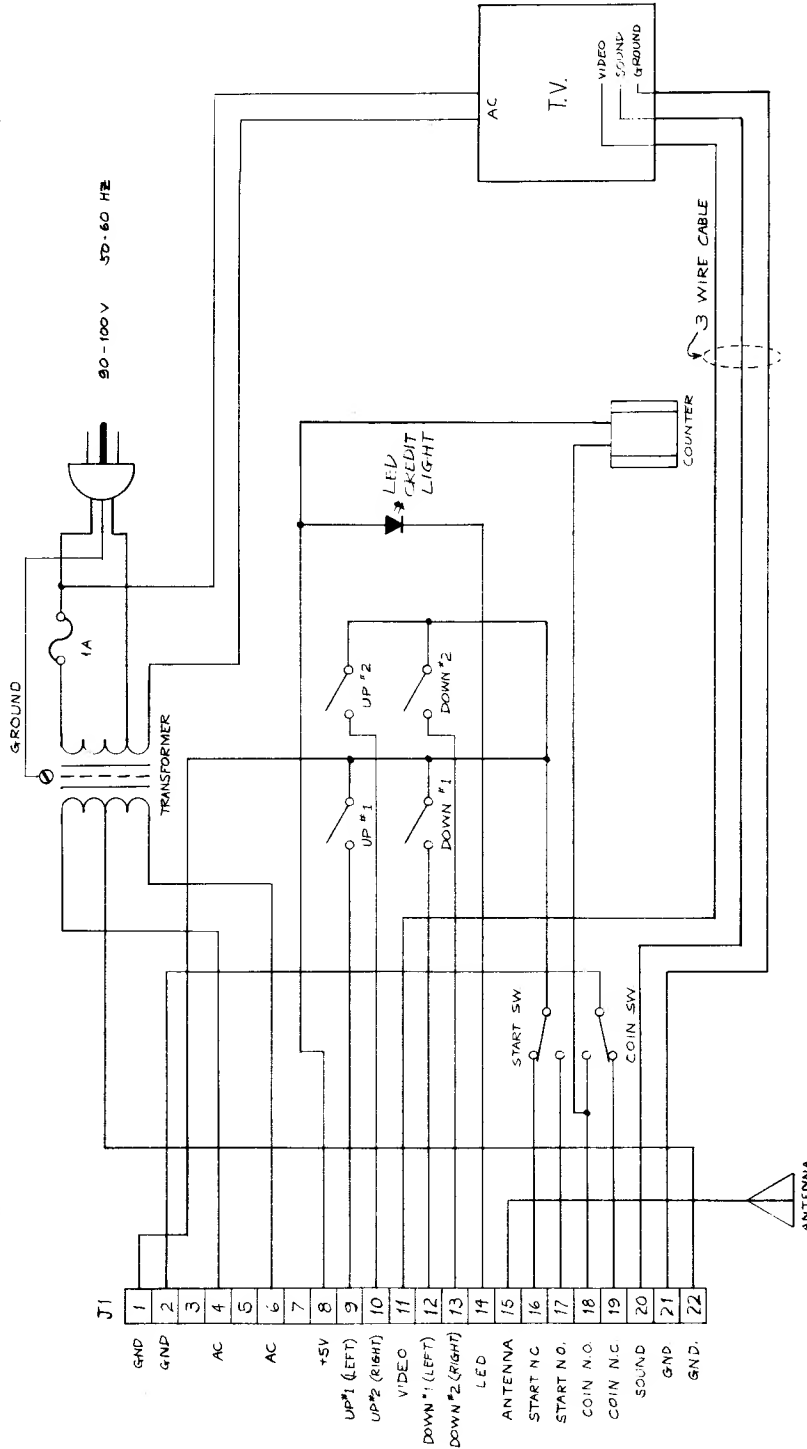 J1
1
2
3
4
5
6
7
8
9
10
11
12
13
14
15
16
17
18
19
20
21
22
GND
GND
AC
AC
+5V
UP#1 (LEFT)
UP#2 (RIGHT)
VIDEO
DOWN #1 (LEFT)
DOWN #2 (RIGHT)
LED
ANTENNA
START N C
START N.O.
COIN N.O.
COIN N.C.
SOUND
GND.
GND.
GROUND
TRANSFORMER
1A
90-100V 50-60 HZ
UP #1
UP #2
DOWN #1
DOWN #2
LED
CREDIT
LIGHT
START SW
COIN SW
COUNTER
3 WIRE CABLE
AC
T.V.
VIDEO
SOUND
GROUND
ANTENNA